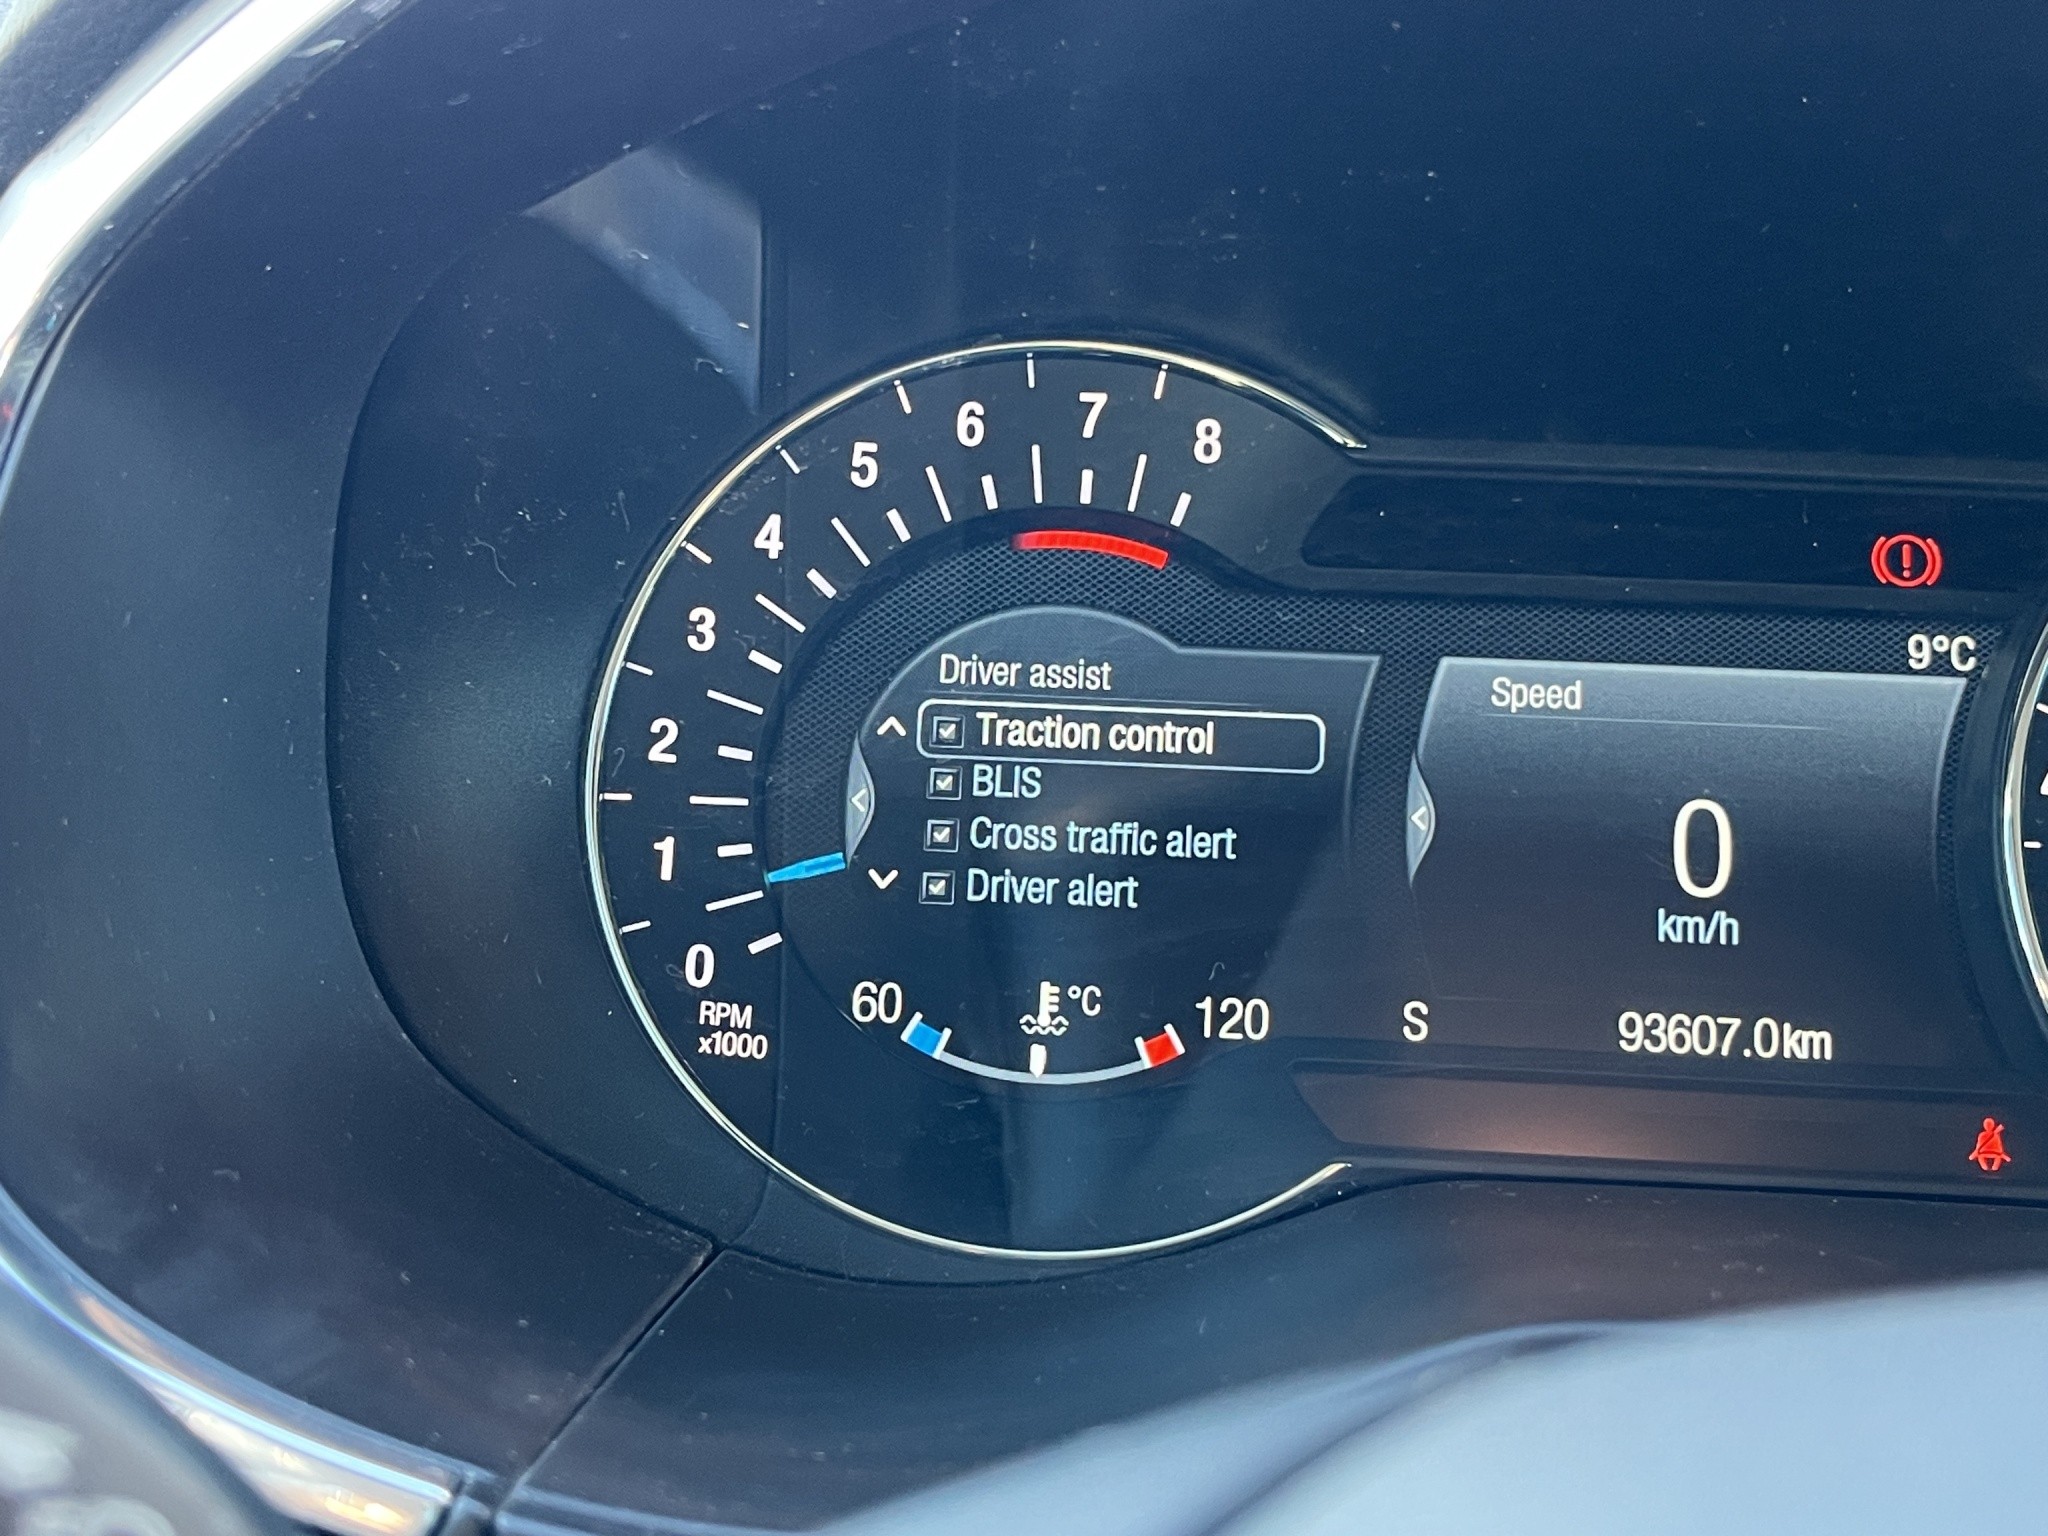 8
7
6
5
4
3
2
1
0
RPM
x1000
Driver assist
Traction control
BLIS
Cross traffic alert
Driver alert
60
°C
120
9°C
Speed
0
km/h
S
93607.0km